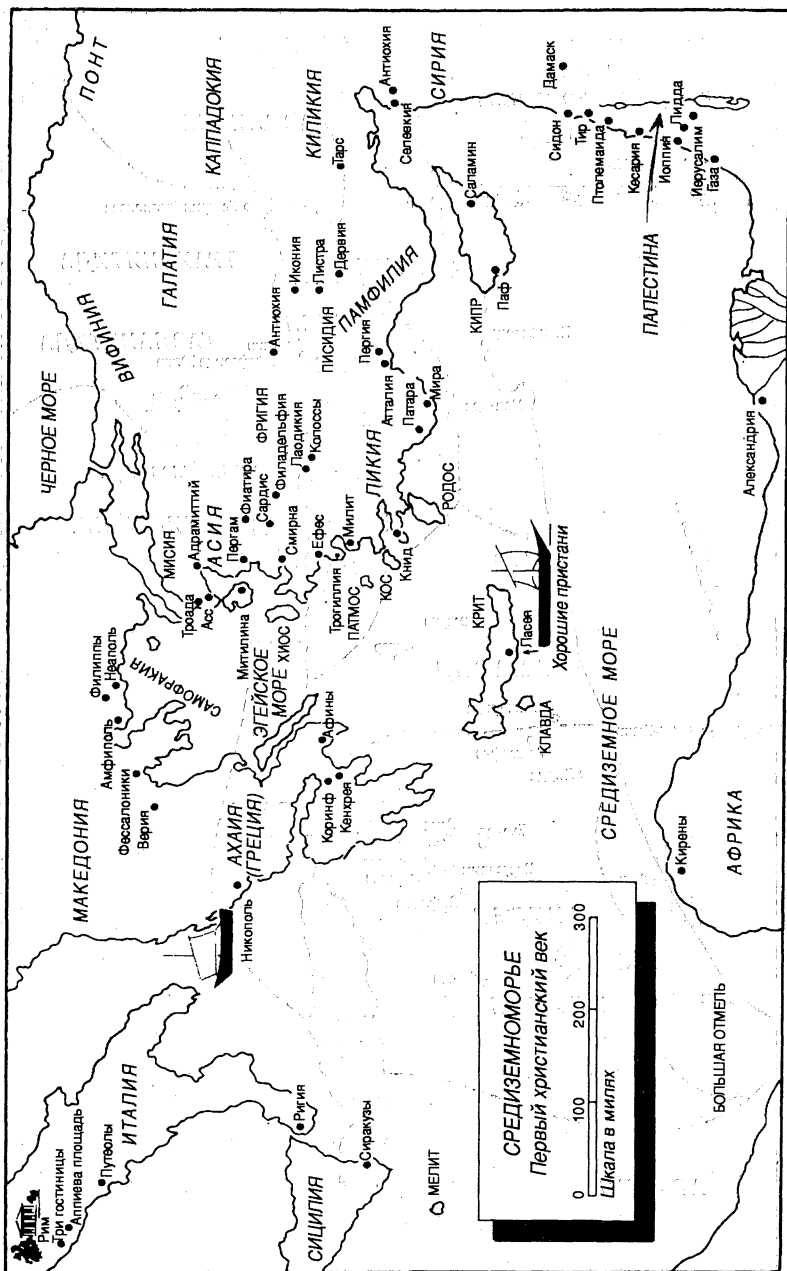 СРЕДИЗЕМНОМОРЬЕ
Первый христианский век
0 100 200 300
Шкала в милях
Рим
Три гостиницы
Аппиева площадь
Путеолы
ИТАЛИЯ
Ригия
СИЦИЛИЯ
Сиракузы
МЕЛИТ
МАКЕДОНИЯ
Филиппы
Неаполь
Амфиполь
Фессалоники
Верия
САМОФРАКИЯ
Никополь
АХАИЯ
(ГРЕЦИЯ)
Афины
Коринф
Кенхрея
ЭГЕЙСКОЕ
МОРЕ
ХИОС
ЧЕРНОЕ МОРЕ
ВИФИНИЯ
ПОНТ
ГАЛАТИЯ
КАППАДОКИЯ
МИСИЯ
Троада
Адрамиттий
Асс
АСИЯ
Митилина
Пергам
Фиатира
Сардис
Филадельфия
ФРИГИЯ
Смирна
Лаодикия
Колоссы
Ефес
Трогиллия
Милит
ПАТМОС
КОС
Книд
РОДОС
ЛИКИЯ
Антиохия
Икония
Листра
Дервия
ПИСИДИЯ
ПАМФИЛИЯ
Пергия
Атталия
Патара
Мира
КИЛИКИЯ
Тарс
Антиохия
Селевкия
СИРИЯ
Саламин
КИПР
Паф
Дамаск
Сидон
Тир
Птолемаида
Кесария
Иоппия
Лидда
Иерусалим
Газа
ПАЛЕСТИНА
КРИТ
Ласея
Хорошие пристани
КЛАВДА
СРЕДИЗЕМНОЕ МОРЕ
Александрия
Кирены
АФРИКА
БОЛЬШАЯ ОТМЕЛЬ